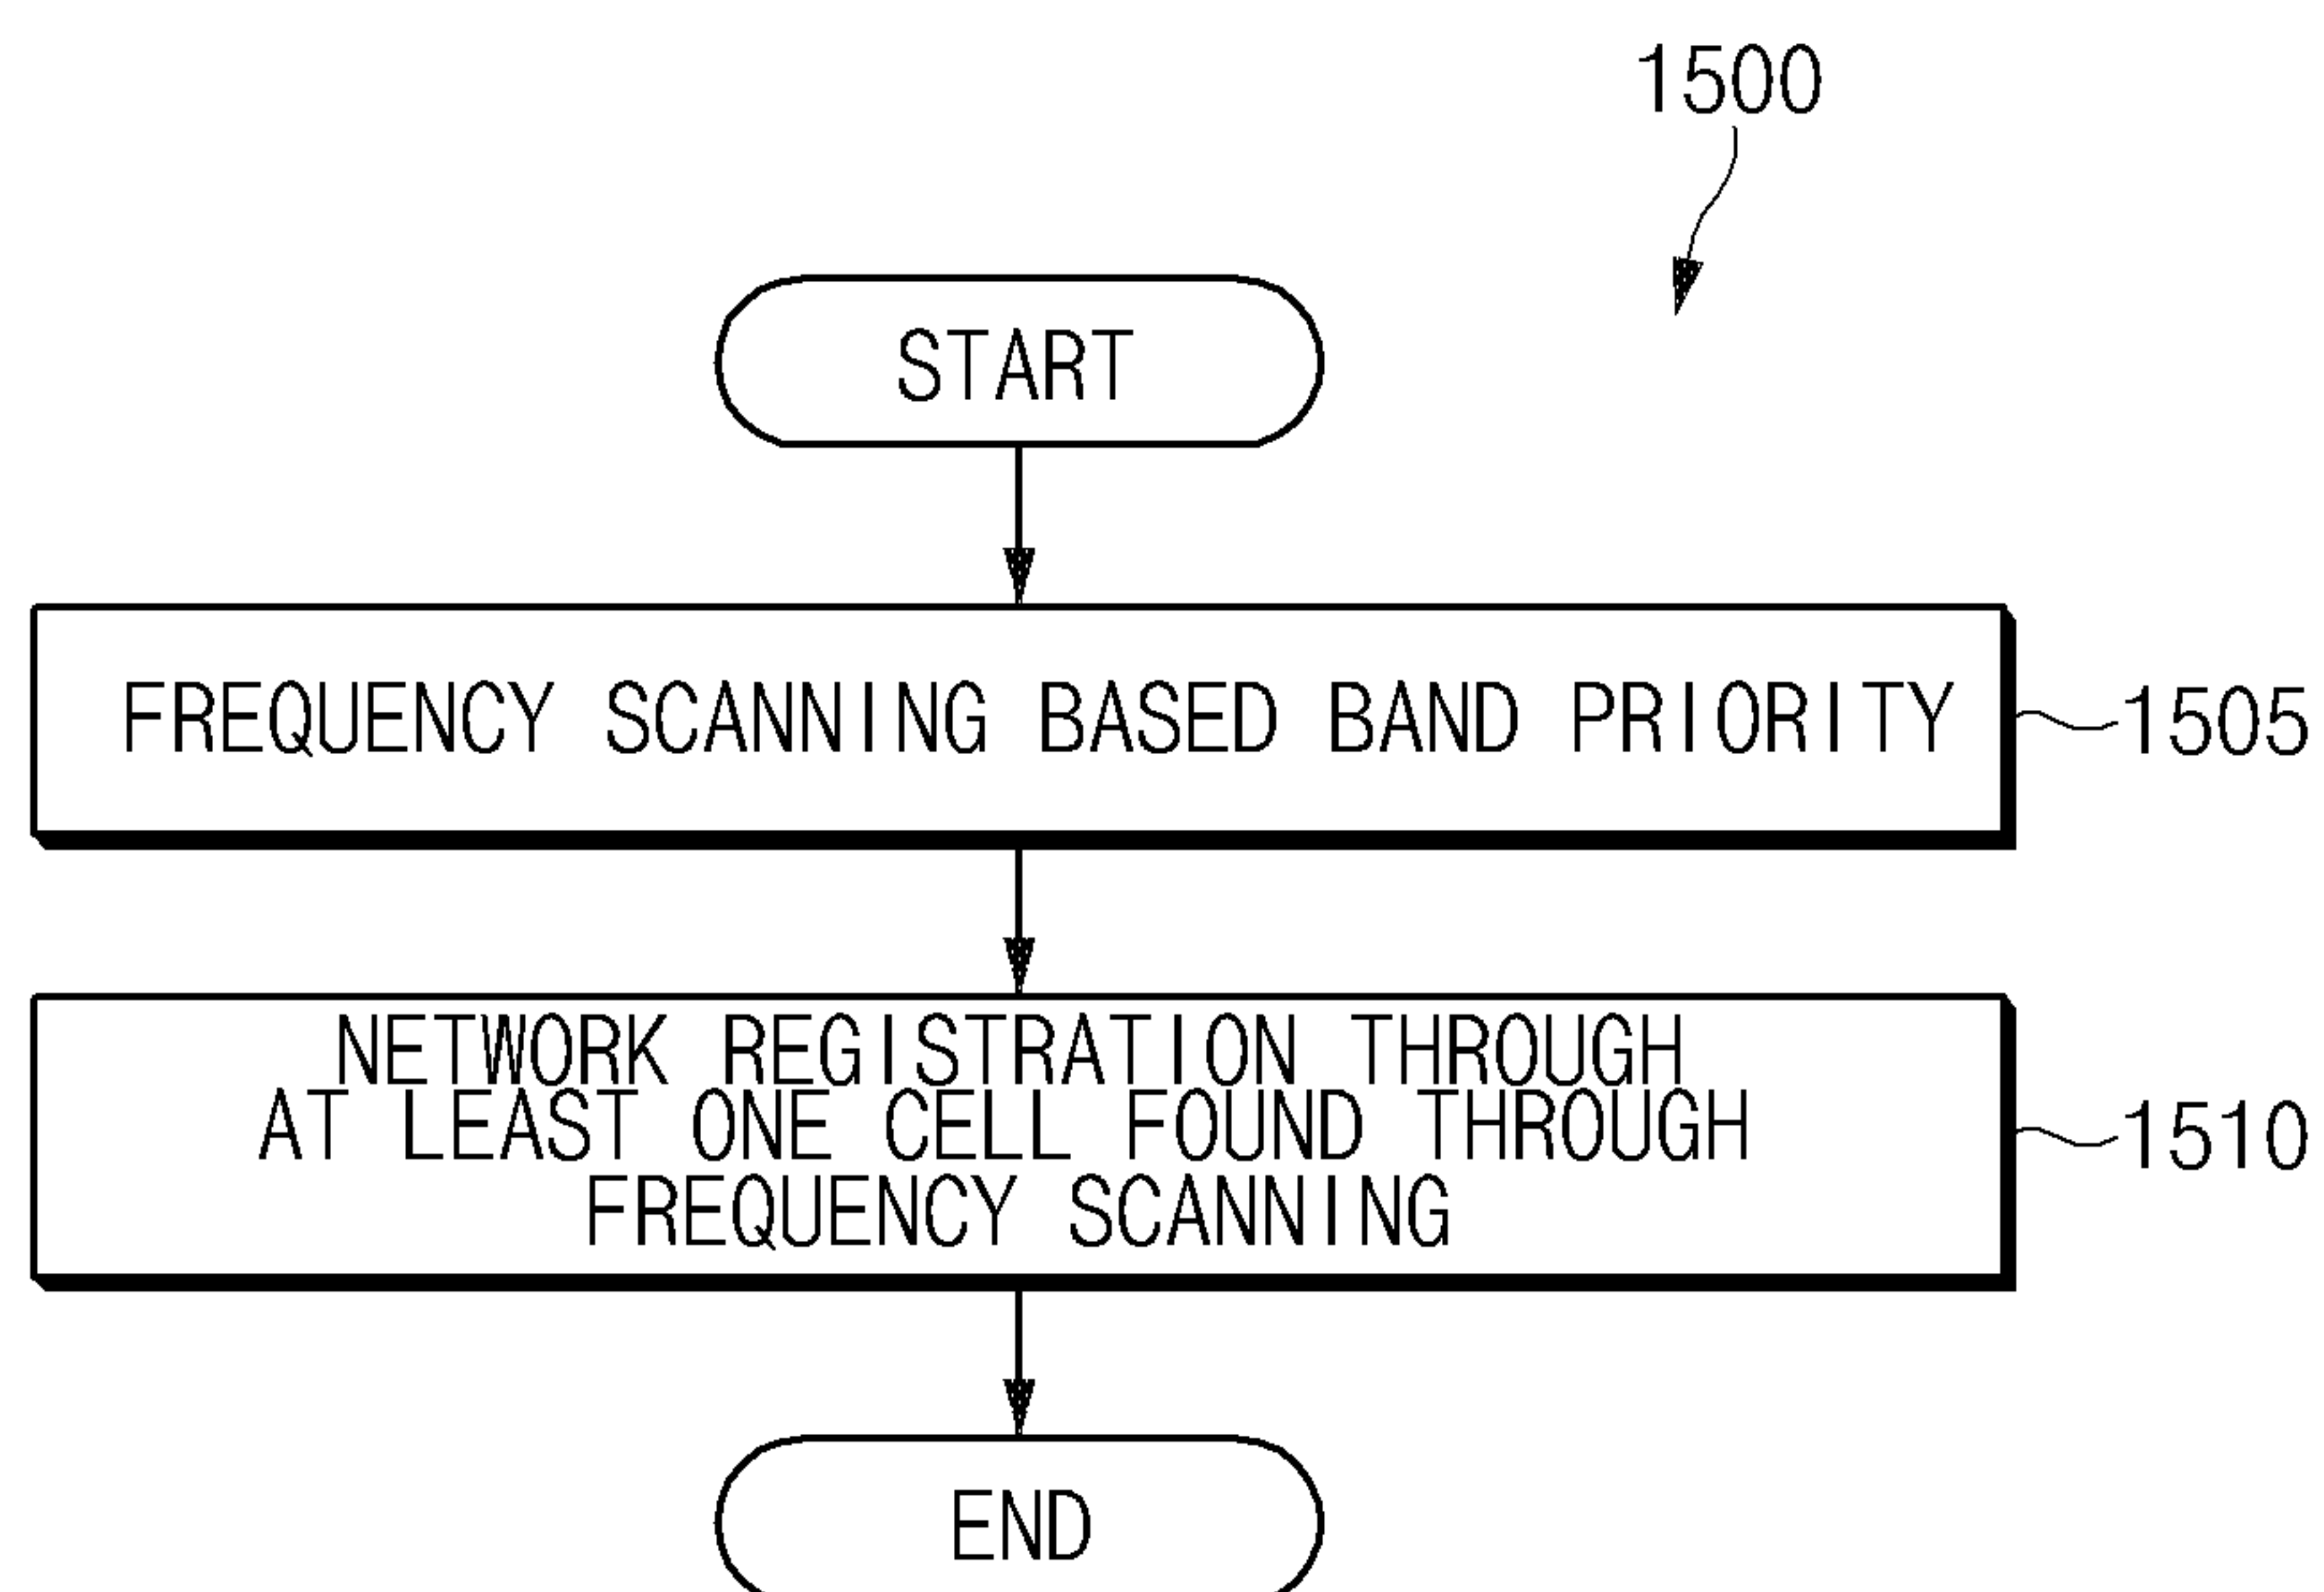 1500
START
FREQUENCY SCANNING BASED BAND PRIORITY
1505
NETWORK REGISTRATION THROUGH
AT LEAST ONE CELL FOUND THROUGH
FREQUENCY SCANNING
1510
END